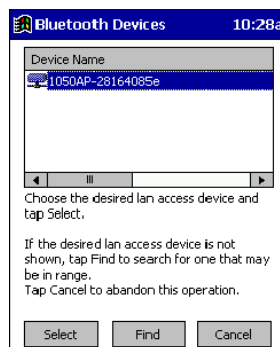 Bluetooth Devices 10:28a
Device Name
1050AP-28164085e
Choose the desired lan access device and
tap Select.
If the desired lan access device is not
shown, tap Find to search for one that may
be in range.
Tap Cancel to abandon this operation.
Select Find Cancel